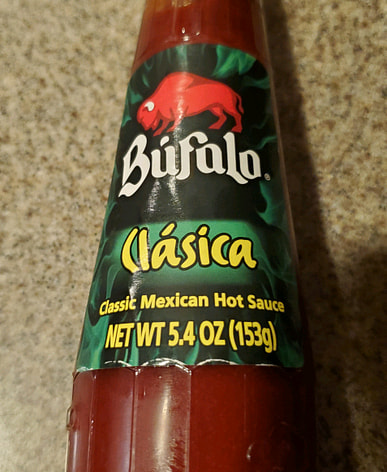 Búfalo®
Clásica
Classic Mexican Hot Sauce
NET WT 5.4 OZ (153g)